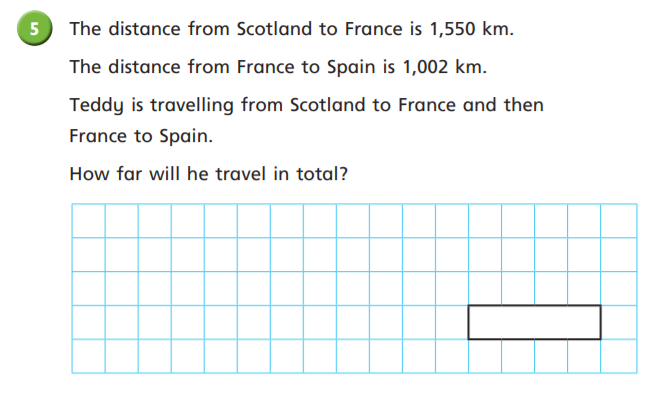 5 The distance from Scotland to France is 1,550 km.
The distance from France to Spain is 1,002 km.
Teddy is travelling from Scotland to France and then
France to Spain.
How far will he travel in total?